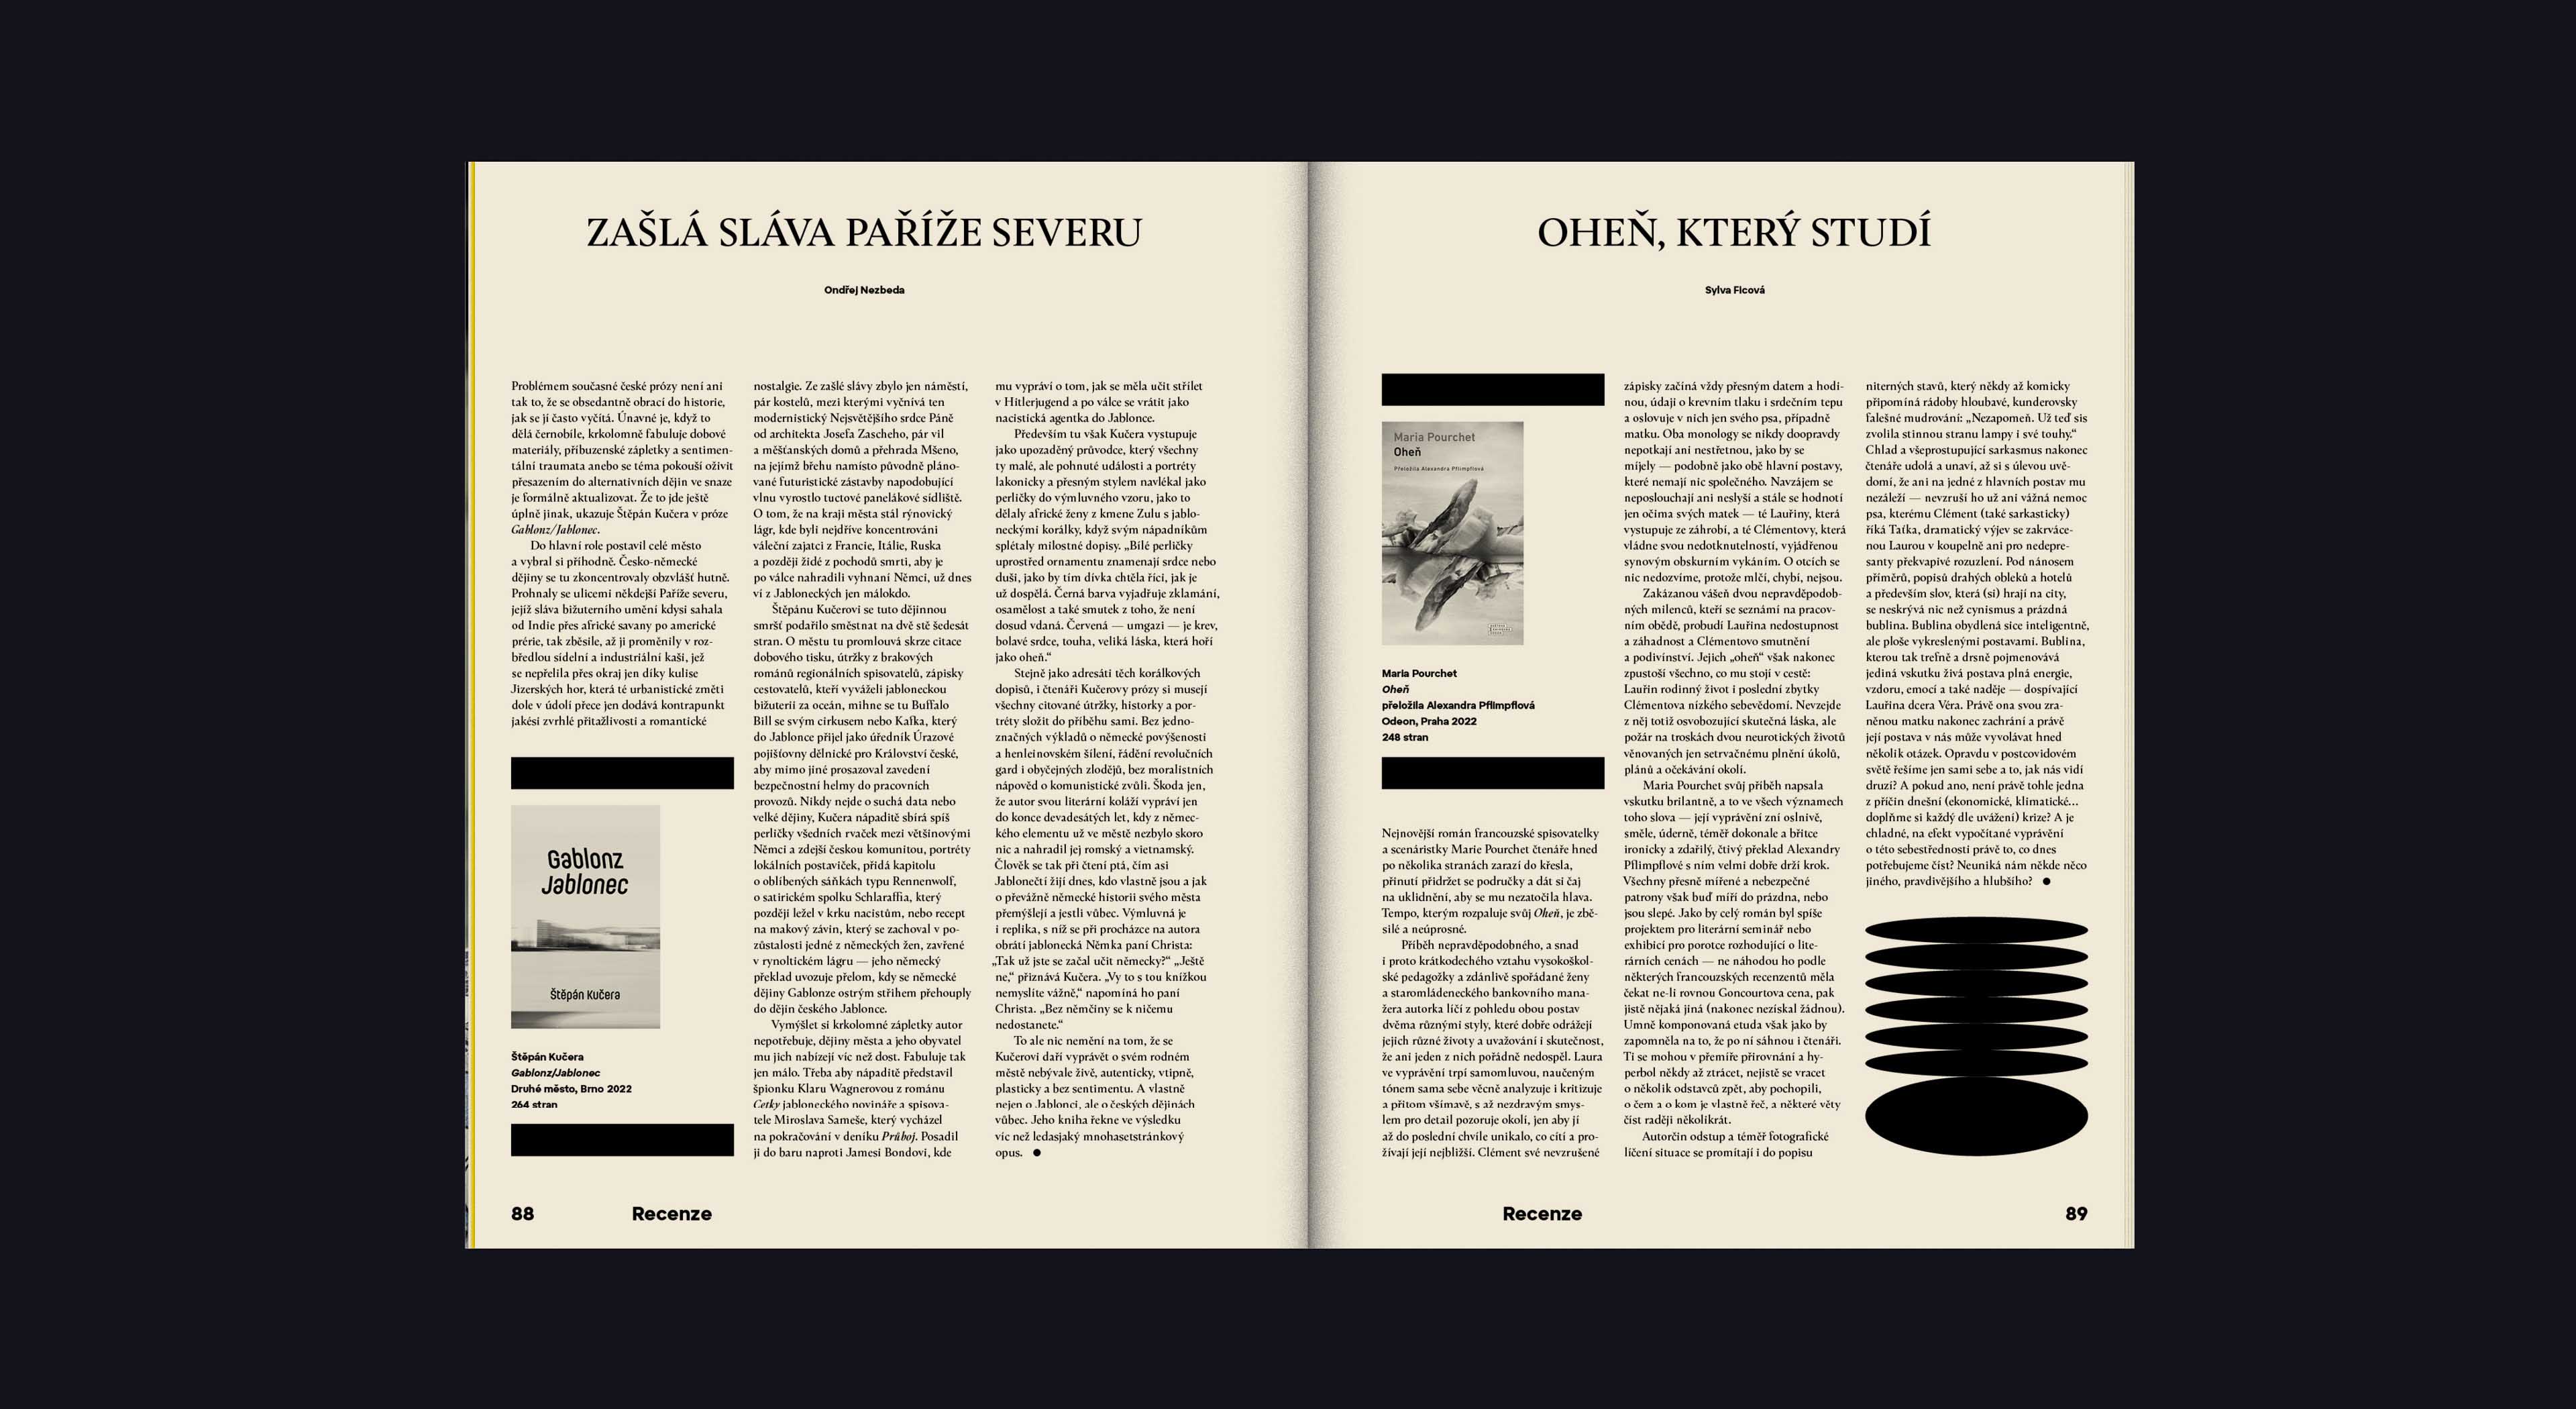 ZAŠLÁ SLÁVA PAŘÍŽE SEVERU
Ondřej Nezbeda
Problémem současné české prózy není ani
tak to, že se obsedantně obrací do historie,
jak se jí často vyčítá. Únavné je, když to
dělá černobíle, krkolomně fabuluje dobové
materiály, příbuzenské zápletky a sentimen-
tální traumata anebo se téma pokouší oživit
přesazením do alternativních dějin ve snaze
je formálně aktualizovat. Že to jde ještě
úplně jinak, ukazuje Štěpán Kučera v próze
Gablonz/Jablonec.
Do hlavní role postavil celé město
a vybral si příhodně. Česko-německé
dějiny se tu zkoncentrovaly obzvlášť hutně.
Prohnaly se ulicemi někdejší Paříže severu,
jejíž sláva bižuterního umění kdysi sahala
od Indie přes africké savany po americké
prérie, tak zběsile, až ji proměnily v roz-
bředlou sídelní a industriální kaši, jež
se nepřelila přes okraj jen díky kulise
Jizerských hor, která té urbanistické změti
dole v údolí přece jen dodává kontrapunkt
jakési zvrhlé přitažlivosti a romantické
Gablonz
Jablonec
Štěpán Kučera
Štěpán Kučera
Gablonz/Jablonec
Druhé město, Brno 2022
264 stran
nostalgie. Ze zašlé slávy zbylo jen náměstí,
pár kostelů, mezi kterými vyčnívá ten
modernistický Nejsvětějšího srdce Páně
od architekta Josefa Zascheho, pár vil
a měšťanských domů a přehrada Mšeno,
na jejímž břehu namísto původně pláno-
vané futuristické zástavby napodobující
vlnu vyrostlo tuctové panelákové sídliště.
O tom, že na kraji města stál rýnovický
lágr, kde byli nejdříve koncentrováni
váleční zajatci z Francie, Itálie, Ruska
a později židé z pochodů smrti, aby je
po válce nahradili vyhnaní Němci, už dnes
ví z Jabloneckých jen málokdo.
Štěpánu Kučerovi se tuto dějinnou
smršť podařilo směstnat na dvě stě šedesát
stran. O městu tu promlouvá skrze citace
dobového tisku, útržky z brakových
románů regionálních spisovatelů, zápisky
cestovatelů, kteří vyváželi jabloneckou
bižuterii za oceán, mihne se tu Buffalo
Bill se svým cirkusem nebo Kafka, který
do Jablonce přijel jako úředník Úrazové
pojišťovny dělnické pro Království české,
aby mimo jiné prosazoval zavedení
bezpečnostní helmy do pracovních
provozů. Nikdy nejde o suchá data nebo
velké dějiny, Kučera nápaditě sbírá spíš
perličky všedních rvaček mezi většinovými
Němci a zdejší českou komunitou, portréty
lokálních postaviček, přidá kapitolu
o oblíbených sáňkách typu Rennenwolf,
o satirickém spolku Schlaraffia, který
později ležel v krku nacistům, nebo recept
na makový závin, který se zachoval v po-
zůstalosti jedné z německých žen, zavřené
v rynoltickém lágru — jeho německý
překlad uvozuje přelom, kdy se německé
dějiny Gablonze ostrým střihem přehouply
do dějin českého Jablonce.
Vymýšlet si krkolomné zápletky autor
nepotřebuje, dějiny města a jeho obyvatel
mu jich nabízejí víc než dost. Fabuluje tak
jen málo. Třeba aby nápaditě představil
špionku Klaru Wagnerovou z románu
Cetky jabloneckého novináře a spisova-
tele Miroslava Sameše, který vycházel
na pokračování v deníku Průboj. Posadil
ji do baru naproti Jamesi Bondovi, kde
mu vypráví o tom, jak se měla učit střílet
v Hitlerjugend a po válce se vrátit jako
nacistická agentka do Jablonce.
Především tu však Kučera vystupuje
jako upozaděný průvodce, který všechny
ty malé, ale pohnuté události a portréty
lakonicky a přesným stylem navlékal jako
perličky do výmluvného vzoru, jako to
dělaly africké ženy z kmene Zulu s jablo-
neckými korálky, když svým nápadníkům
splétaly milostné dopisy. „Bílé perličky
uprostřed ornamentu znamenají srdce nebo
duši, jako by tím dívka chtěla říci, jak je
už dospělá. Černá barva vyjadřuje zklamání,
osamělost a také smutek z toho, že není
dosud vdaná. Červená — umgazi — je krev,
bolavé srdce, touha, veliká láska, která hoří
jako oheň.“
Stejně jako adresáti těch korálkových
dopisů, i čtenáři Kučerovy prózy si musejí
všechny citované útržky, historky a por-
tréty složit do příběhu sami. Bez jedno-
značných výkladů o německé povýšenosti
a henleinovském šílení, řádění revolučních
gard i obyčejných zlodějů, bez moralistních
nápověd o komunistické zvůli. Škoda jen,
že autor svou literární koláží vypráví jen
do konce devadesátých let, kdy z němec-
kého elementu už ve městě nezbylo skoro
nic a nahradil jej romský a vietnamský.
Člověk se tak při čtení ptá, čím asi
Jablonečtí žijí dnes, kdo vlastně jsou a jak
o převážně německé historii svého města
přemýšlejí a jestli vůbec. Výmluvná je
i replika, s níž se při procházce na autora
obrátí jablonecká Němka paní Christa:
„Tak už jste se začal učit německy?“ „Ještě
ne,“ přiznává Kučera. „Vy to s tou knížkou
nemyslíte vážně,“ napomíná ho paní
Christa. „Bez němčiny se k ničemu
nedostanete.“
To ale nic nemění na tom, že se
Kučerovi daří vyprávět o svém rodném
městě nebývale živě, autenticky, vtipně,
plasticky a bez sentimentu. A vlastně
nejen o Jablonci, ale o českých dějinách
vůbec. Jeho kniha řekne ve výsledku
víc než ledasjaký mnohasetstránkový
opus. ●
88 Recenze
OHEŇ, KTERÝ STUDÍ
Sylva Ficová
Maria Pourchet
Oheň
Přeložila Alexandra Pflimpflová
Maria Pourchet
Oheň
přeložila Alexandra Pflimpflová
Odeon, Praha 2022
248 stran
Nejnovější román francouzské spisovatelky
a scenáristky Marie Pourchet čtenáře hned
po několika stranách zarazí do křesla,
přinutí přidržet se područky a dát si čaj
na uklidnění, aby se mu nezatočila hlava.
Tempo, kterým rozpaluje svůj Oheň, je zbě-
silé a neúprosné.
Příběh nepravděpodobného, a snad
i proto krátkodechého vztahu vysokoškol-
ské pedagožky a zdánlivě spořádané ženy
a staromládeneckého bankovního mana-
žera autorka líčí z pohledu obou postav
dvěma různými styly, které dobře odrážejí
jejich různé životy a uvažování i skutečnost,
že ani jeden z nich pořádně nedospěl. Laura
ve vyprávění trpí samomluvou, naučeným
tónem sama sebe věcně analyzuje i kritizuje
a přitom všímavě, s až nezdravým smys-
lem pro detail pozoruje okolí, jen aby jí
až do poslední chvíle unikalo, co cítí a pro-
žívají její nejbližší. Clément své nevzrušené
zápisky začíná vždy přesným datem a hodi-
nou, údaji o krevním tlaku i srdečním tepu
a oslovuje v nich jen svého psa, případně
matku. Oba monology se nikdy doopravdy
nepotkají ani nestřetnou, jako by se
míjely — podobně jako obě hlavní postavy,
které nemají nic společného. Navzájem se
neposlouchají ani neslyší a stále se hodnotí
jen očima svých matek — té Lauřiny, která
vystupuje ze záhrobí, a té Clémentovy, která
vládne svou nedotknutelností, vyjádřenou
synovým obskurním vykáním. O otcích se
nic nedozvíme, protože mlčí, chybí, nejsou.
Zakázanou vášeň dvou nepravděpodob-
ných milenců, kteří se seznámí na pracov-
ním obědě, probudí Lauřina nedostupnost
a záhadnost a Clémentovo smutnění
a podivínství. Jejich „oheň“ však nakonec
zpustoší všechno, co mu stojí v cestě:
Lauřin rodinný život i poslední zbytky
Clémentova nízkého sebevědomí. Nevzejde
z něj totiž osvobozující skutečná láska, ale
požár na troskách dvou neurotických životů
věnovaných jen setrvačnému plnění úkolů,
plánů a očekávání okolí.
Maria Pourchet svůj příběh napsala
vskutku brilantně, a to ve všech významech
toho slova — její vyprávění zní oslnivě,
směle, úderně, téměř dokonale a břitce
ironicky a zdařilý, čtivý překlad Alexandry
Pflimpflové s ním velmi dobře drží krok.
Všechny přesně mířené a nebezpečné
patrony však buď míří do prázdna, nebo
jsou slepé. Jako by celý román byl spíše
projektem pro literární seminář nebo
exhibicí pro porotce rozhodující o lite-
rárních cenách — ne náhodou ho podle
některých francouzských recenzentů měla
čekat ne-li rovnou Goncourtova cena, pak
jistě nějaká jiná (nakonec nezískal žádnou).
Umně komponovaná etuda však jako by
zapomněla na to, že po ní sáhnou i čtenáři.
Ti se mohou v přemíře přirovnání a hy-
perbol někdy až ztrácet, nejistě se vracet
o několik odstavců zpět, aby pochopili,
o čem a o kom je vlastně řeč, a některé věty
číst raději několikrát.
Autorčin odstup a téměř fotografické
líčení situace se promítají i do popisu
niterných stavů, který někdy až komicky
připomíná rádoby hloubavé, kunderovsky
falešné mudrování: „Nezapomeň. Už teď sis
zvolila stinnou stranu lampy i své touhy.“
Chlad a všeprostupující sarkasmus nakonec
čtenáře udolá a unaví, až si s úlevou uvě-
domí, že ani na jedné z hlavních postav mu
nezáleží — nevzruší ho už ani vážná nemoc
psa, kterému Clément (také sarkasticky)
říká Taťka, dramatický výjev se zakrváce-
nou Laurou v koupelně ani pro nedepre-
santy překvapivé rozuzlení. Pod nánosem
příměrů, popisů drahých obleků a hotelů
a především slov, která (si) hrají na city,
se neskrývá nic než cynismus a prázdná
bublina. Bublina obydlená sice inteligentně,
ale ploše vykreslenými postavami. Bublina,
kterou tak trefně a drsně pojmenovává
jediná vskutku živá postava plná energie,
vzdoru, emocí a také naděje — dospívající
Lauřina dcera Véra. Právě ona svou zra-
něnou matku nakonec zachrání a právě
její postava v nás může vyvolávat hned
několik otázek. Opravdu v postcovidovém
světě řešíme jen sami sebe a to, jak nás vidí
druzí? A pokud ano, není právě tohle jedna
z příčin dnešní (ekonomické, klimatické…
doplňme si každý dle uvážení) krize? A je
chladné, na efekt vypočítané vyprávění
o této sebestřednosti právě to, co dnes
potřebujeme číst? Neuniká nám někde něco
jiného, pravdivějšího a hlubšího? ●
Recenze 89